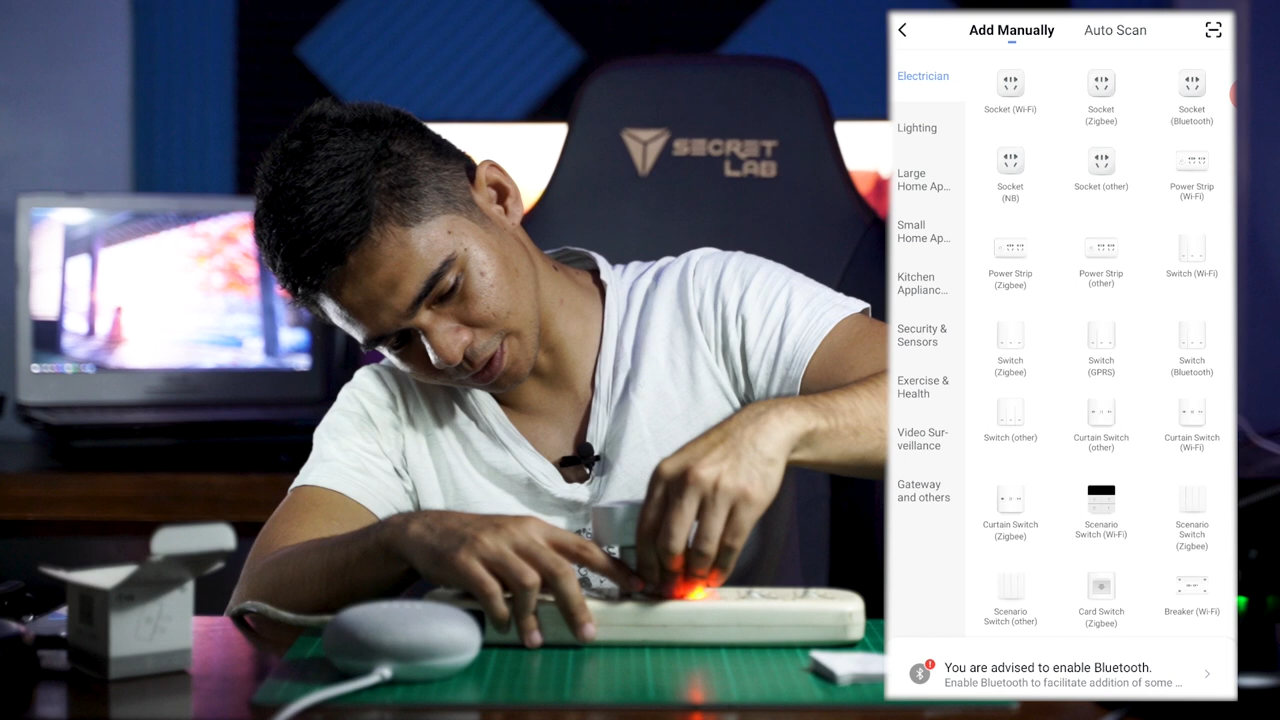 SECRET
LAB
Add Manually
Auto Scan
Electrician
Lighting
Large
Home Ap...
Small
Home Ap...
Kitchen
Applianc...
Security &
Sensors
Exercise &
Health
Video Sur-
veillance
Gateway
and others
Socket (Wi-Fi)
Socket
(Zigbee)
Socket
(Bluetooth)
Socket
(NB)
Socket (other)
Power Strip
(Wi-Fi)
Power Strip
(Zigbee)
Power Strip
(other)
Switch (Wi-Fi)
Switch
(Zigbee)
Switch
(GPRS)
Switch
(Bluetooth)
Switch (other)
Curtain Switch
(other)
Curtain Switch
(Wi-Fi)
Curtain Switch
(Zigbee)
Scenario
Switch (Wi-Fi)
Scenario
Switch
(Zigbee)
Scenario
Switch (other)
Card Switch
(Zigbee)
Breaker (Wi-Fi)
You are advised to enable Bluetooth.
Enable Bluetooth to facilitate addition of some ...